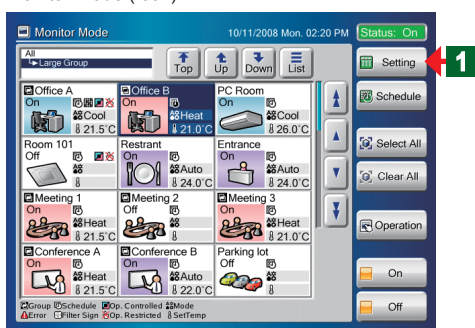 Monitor Mode
10/11/2008 Mon. 02:20 PM
Status: On
All
Large Group
Top
Up
Down
List
Setting
1
Office A
On
Cool
21.5°C
Office B
On
Heat
21.0°C
PC Room
On
Cool
26.0°C
Schedule
Room 101
Off
Restrant
On
Auto
24.0°C
Entrance
On
Auto
24.0°C
Select All
Clear All
Meeting 1
On
Heat
21.5°C
Meeting 2
Off
Meeting 3
On
Heat
21.0°C
Operation
Conference A
On
Heat
21.5°C
Conference B
On
Auto
22.0°C
Parking lot
Off
On
Off
Group Schedule Op. Controlled Mode
Error Filter Sign Op. Restricted SetTemp